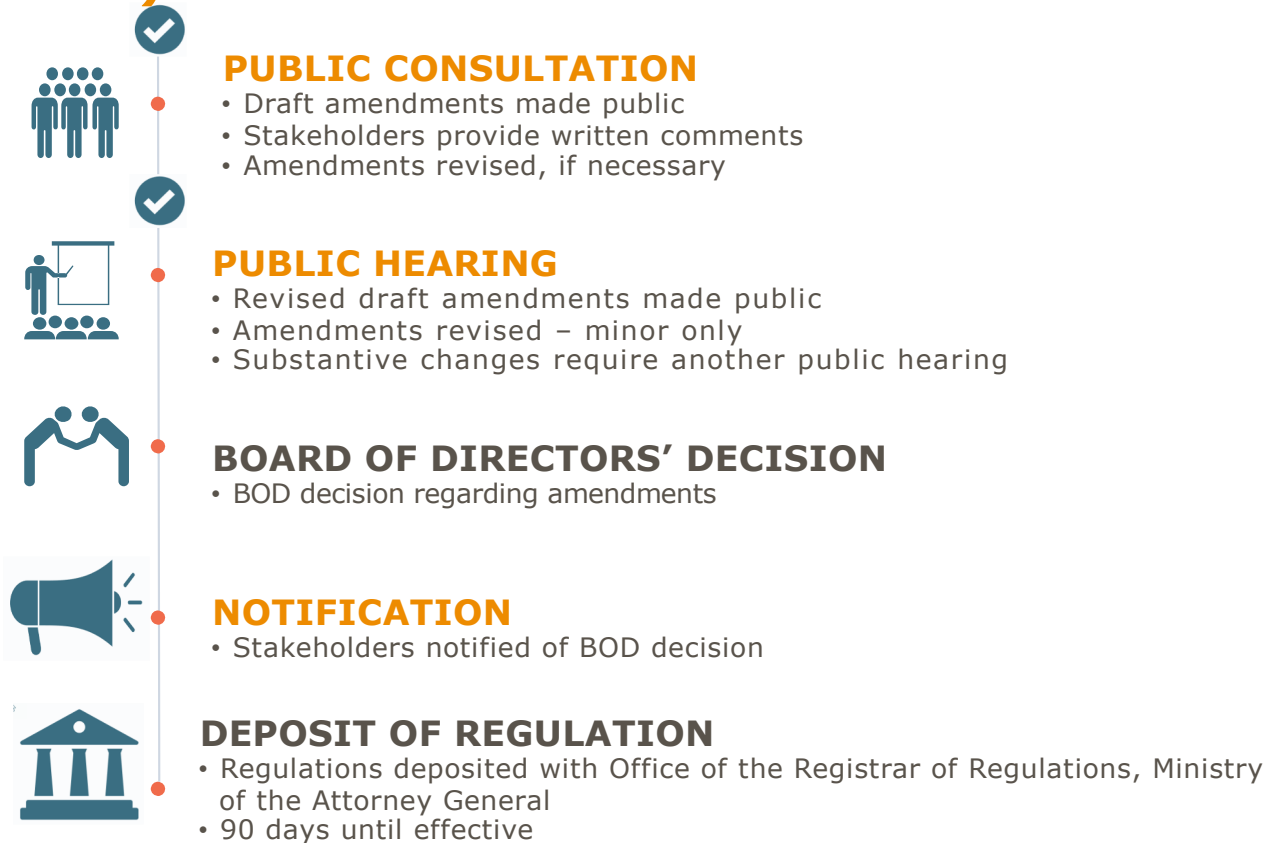 PUBLIC CONSULTATION
• Draft amendments made public
• Stakeholders provide written comments
• Amendments revised, if necessary
PUBLIC HEARING
• Revised draft amendments made public
• Amendments revised – minor only
• Substantive changes require another public hearing
BOARD OF DIRECTORS’ DECISION
• BOD decision regarding amendments
NOTIFICATION
• Stakeholders notified of BOD decision
DEPOSIT OF REGULATION
• Regulations deposited with Office of the Registrar of Regulations, Ministry
of the Attorney General
• 90 days until effective